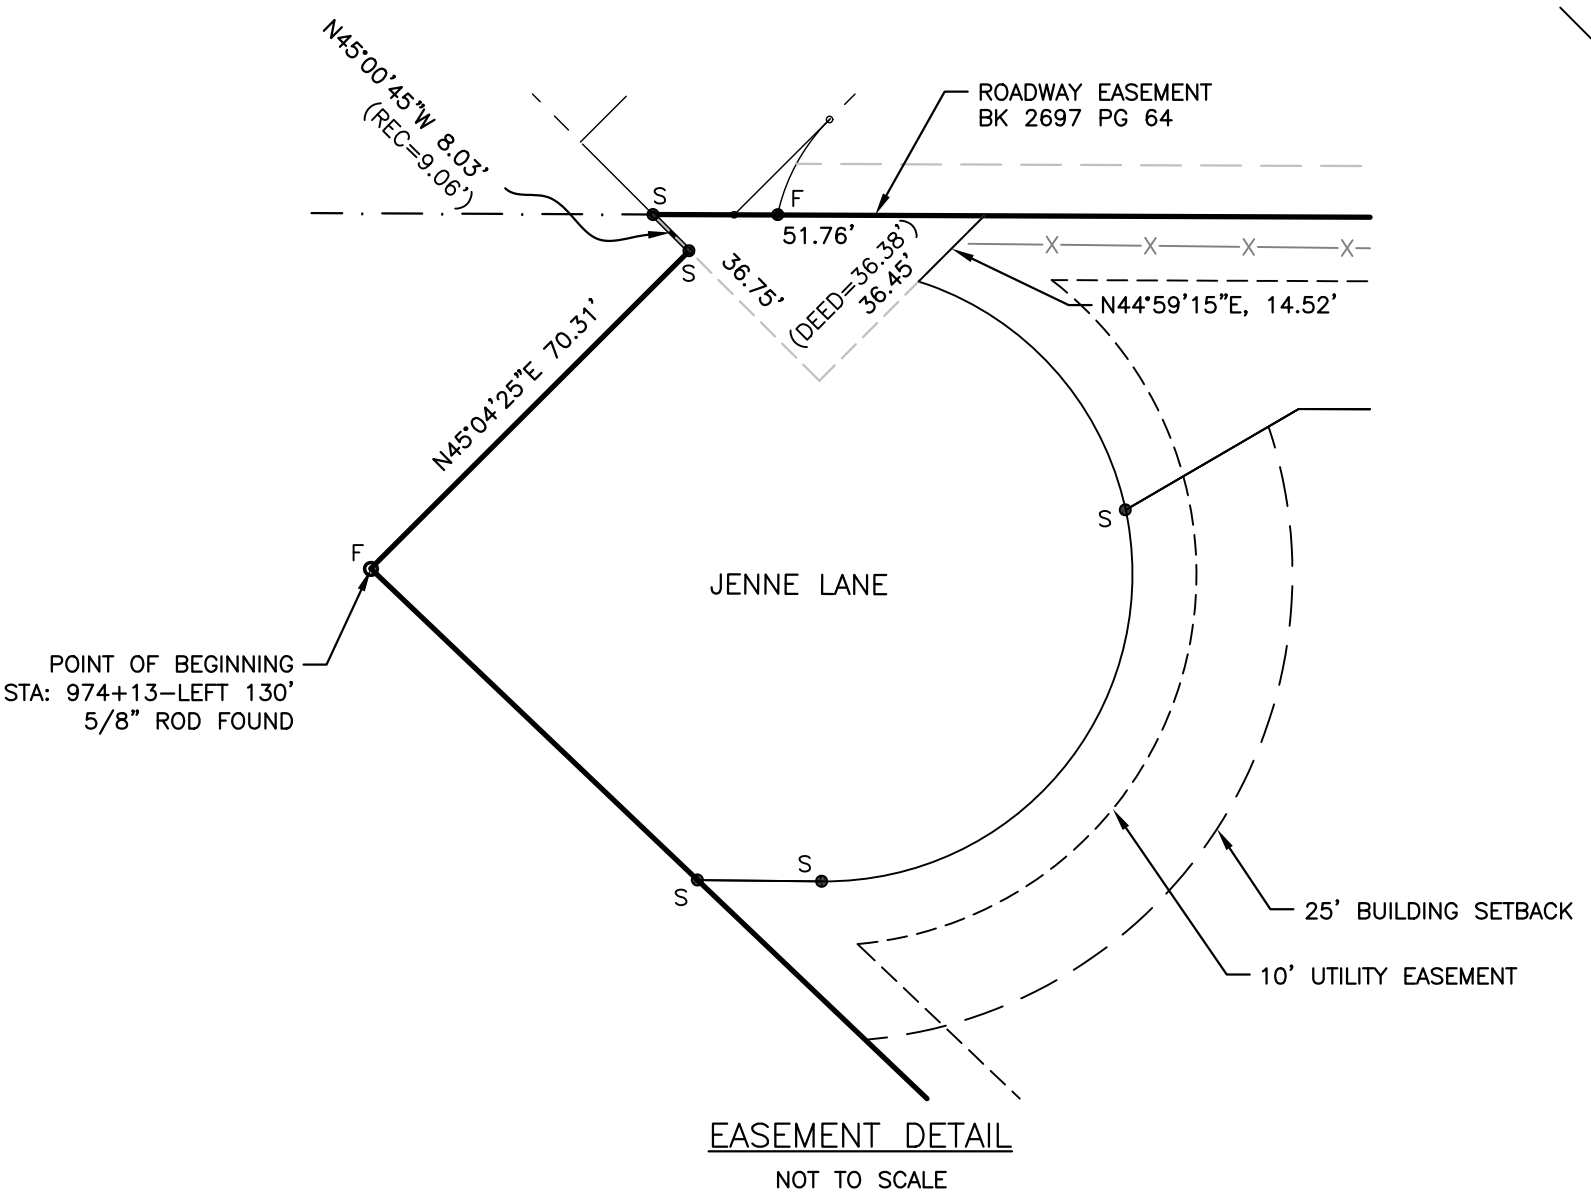 N45°00'45"W 8.03'
(REC=9.06')
ROADWAY EASEMENT
BK 2697 PG 64
S
F
51.76'
S
36.75'
(DEED=36.38')
36.45'
N44°59'15"E, 14.52'
N45°04'25"E 70.31'
S
F
JENNE LANE
POINT OF BEGINNING
STA: 974+13-LEFT 130'
5/8" ROD FOUND
S
S
25' BUILDING SETBACK
10' UTILITY EASEMENT
X X X X
EASEMENT DETAIL
NOT TO SCALE